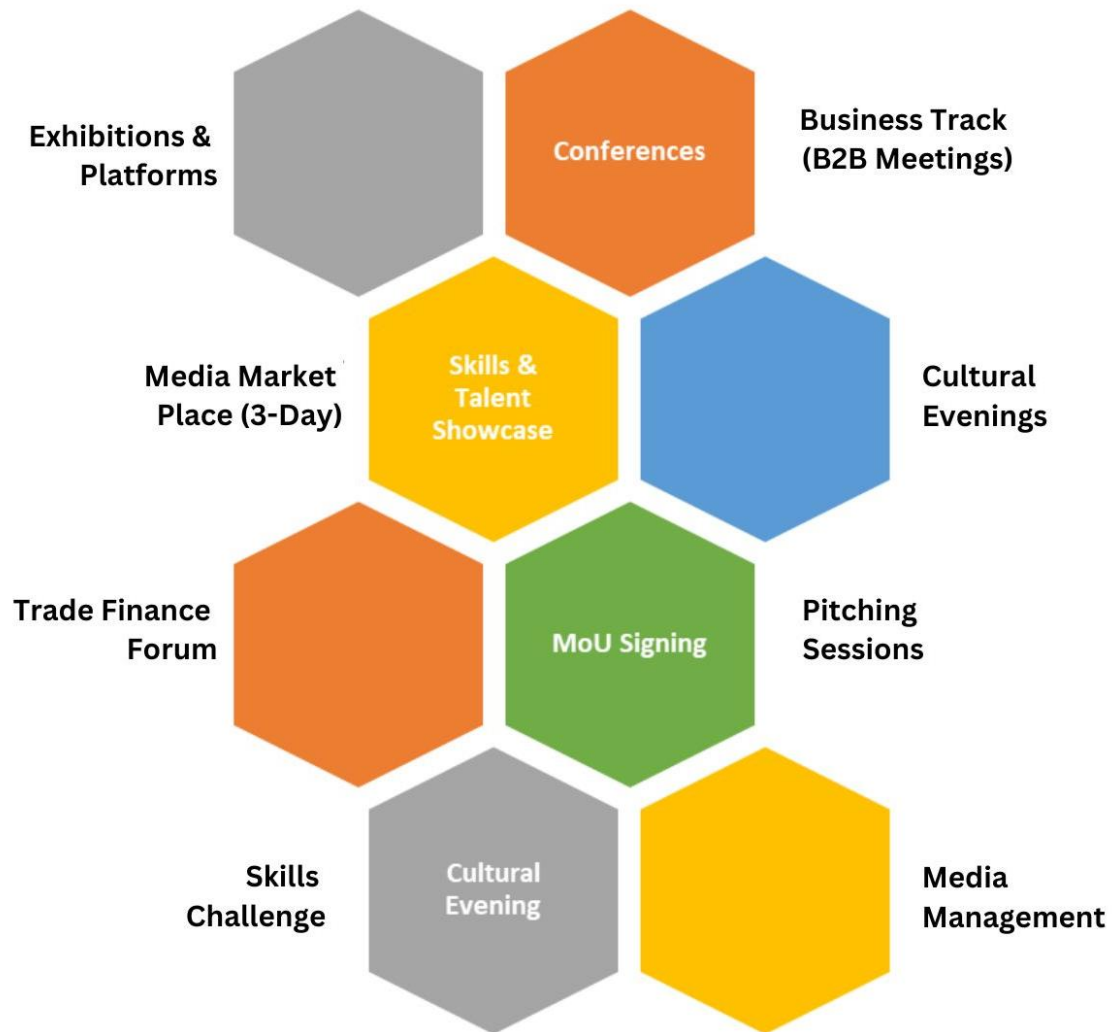 Exhibitions &
Platforms
Conferences
Business Track
(B2B Meetings)
Media Market
Place (3-Day)
Skills &
Talent
Showcase
Cultural
Evenings
Trade Finance
Forum
MoU Signing
Pitching
Sessions
Skills
Challenge
Cultural
Evening
Media
Management